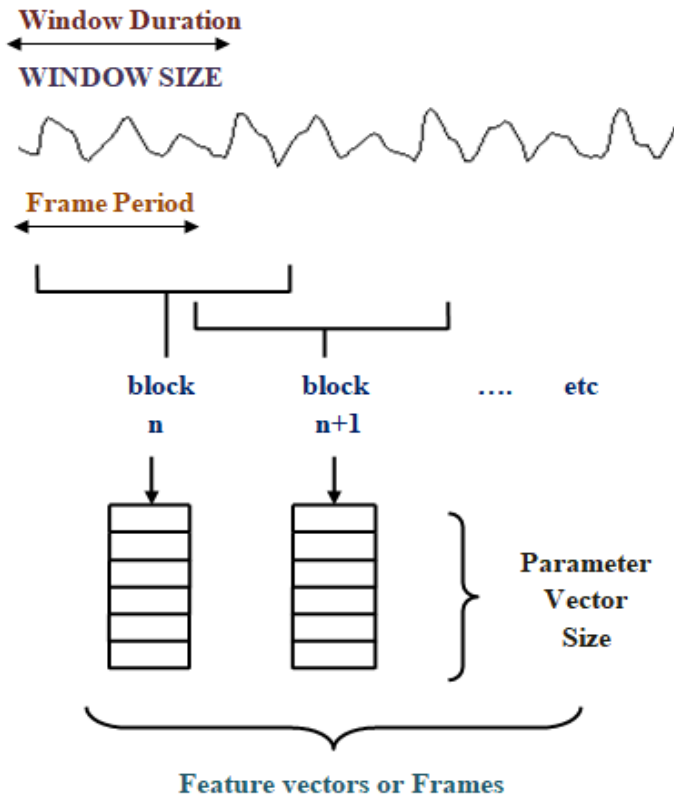 Window Duration
WINDOW SIZE
Frame Period
block block …. etc
n n+1
Parameter
Vector
Size
Feature vectors or Frames